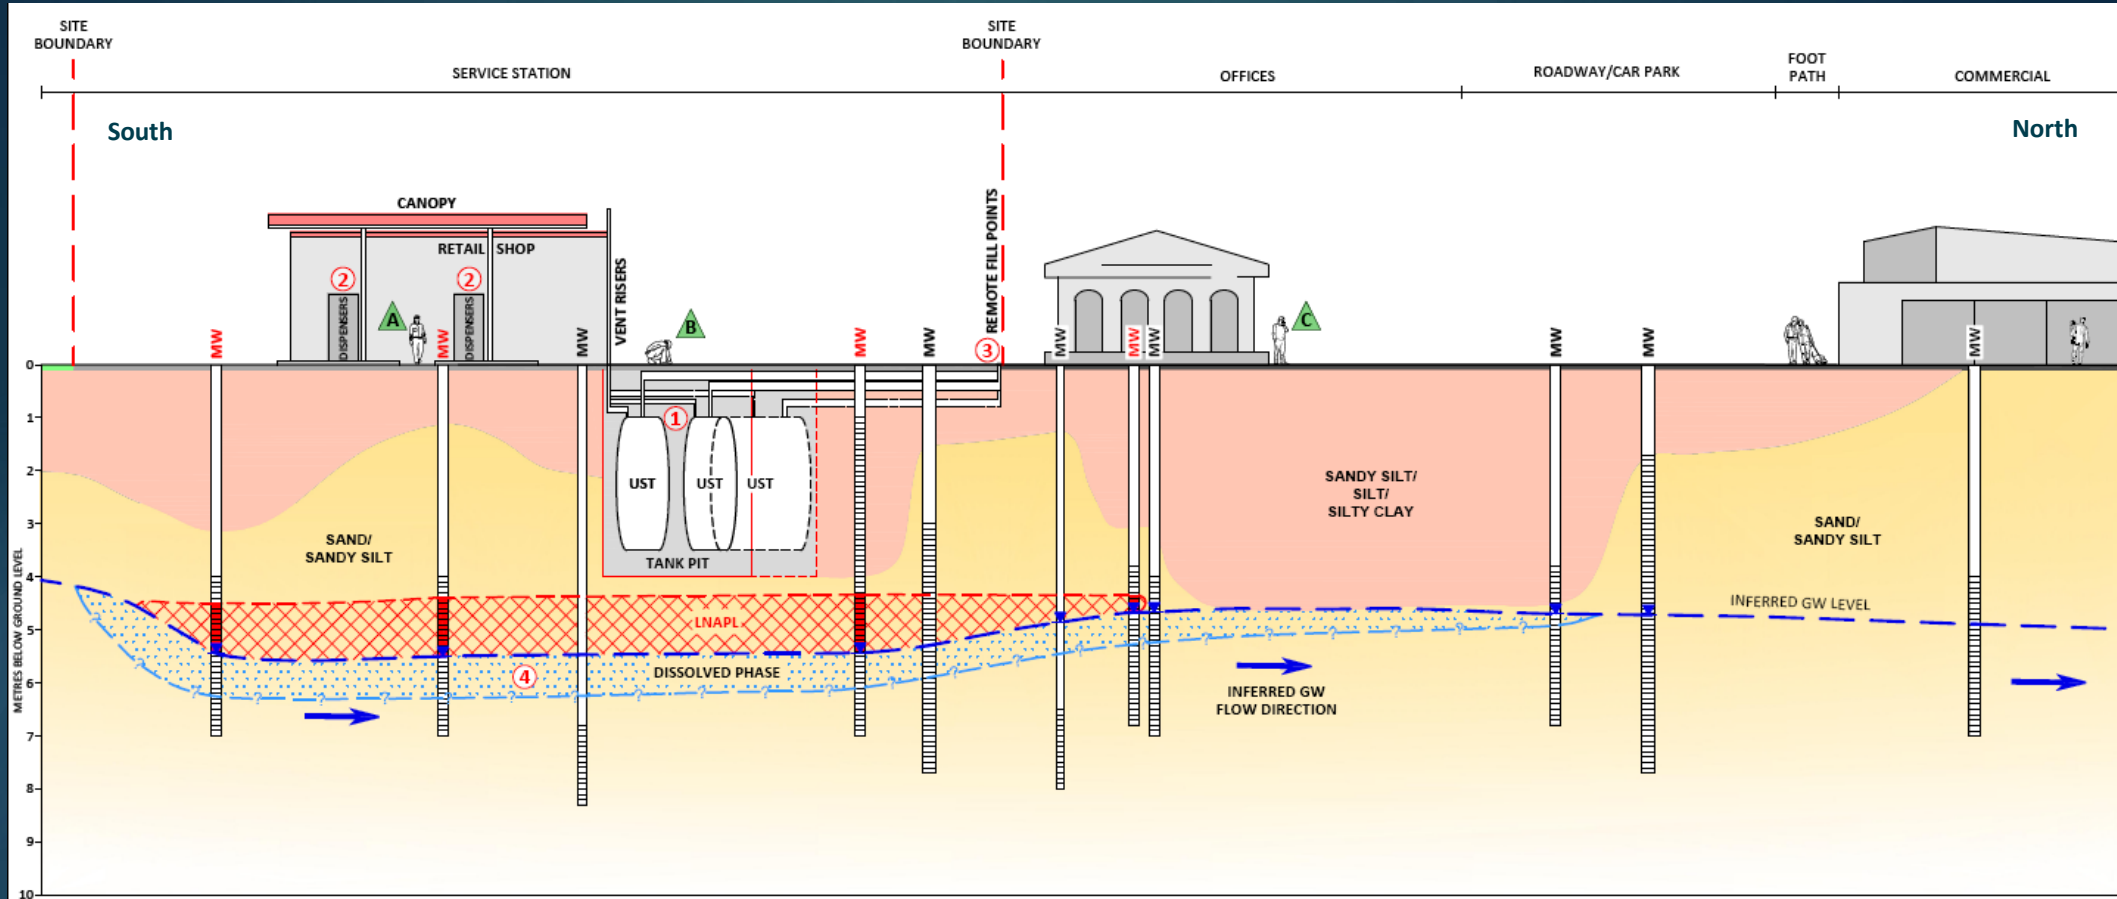 SITE
BOUNDARY
SITE
BOUNDARY
SERVICE STATION
OFFICES
ROADWAY/CAR PARK
FOOT
PATH
COMMERCIAL
South
North
CANOPY
RETAIL SHOP
2
2
DISPENSERS
DISPENSERS
A
B
C
VENT RISERS
REMOTE FILL POINTS
3
MW
MW
MW
MW
MW
MW
MW
MW
MW
MW
MW
METRES BELOW GROUND LEVEL
0
1
2
3
4
5
6
7
8
9
10
1
UST
UST
UST
TANK PIT
SAND/
SANDY SILT
SANDY SILT/
SILT/
SILTY CLAY
SAND/
SANDY SILT
LNAPL
INFERRED GW LEVEL
4
DISSOLVED PHASE
? ? ? ? ? ? ? ? ? ? ? ? ? ? ? ? ?
INFERRED GW
FLOW DIRECTION